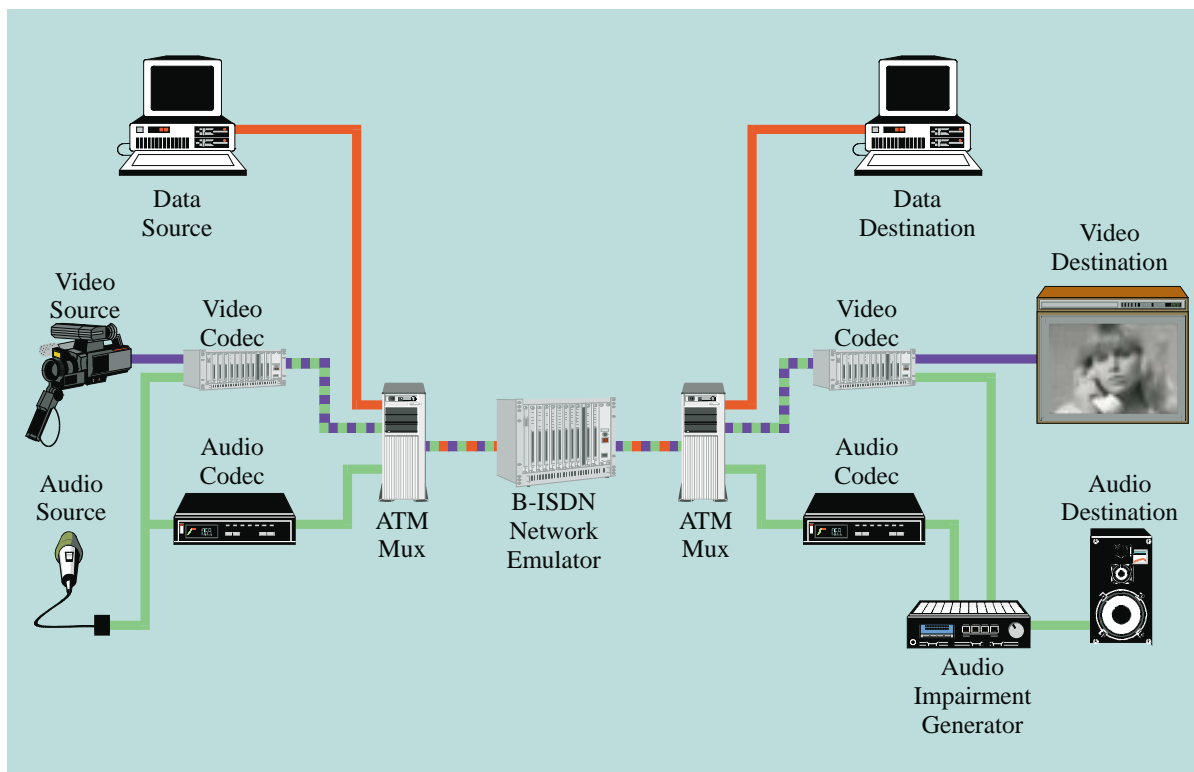 Data
Source
Data
Destination
Video
Source
Video
Codec
Video
Codec
Video
Destination
Audio
Source
Audio
Codec
ATM
Mux
B-ISDN
Network
Emulator
ATM
Mux
Audio
Codec
Audio
Destination
Audio
Impairment
Generator